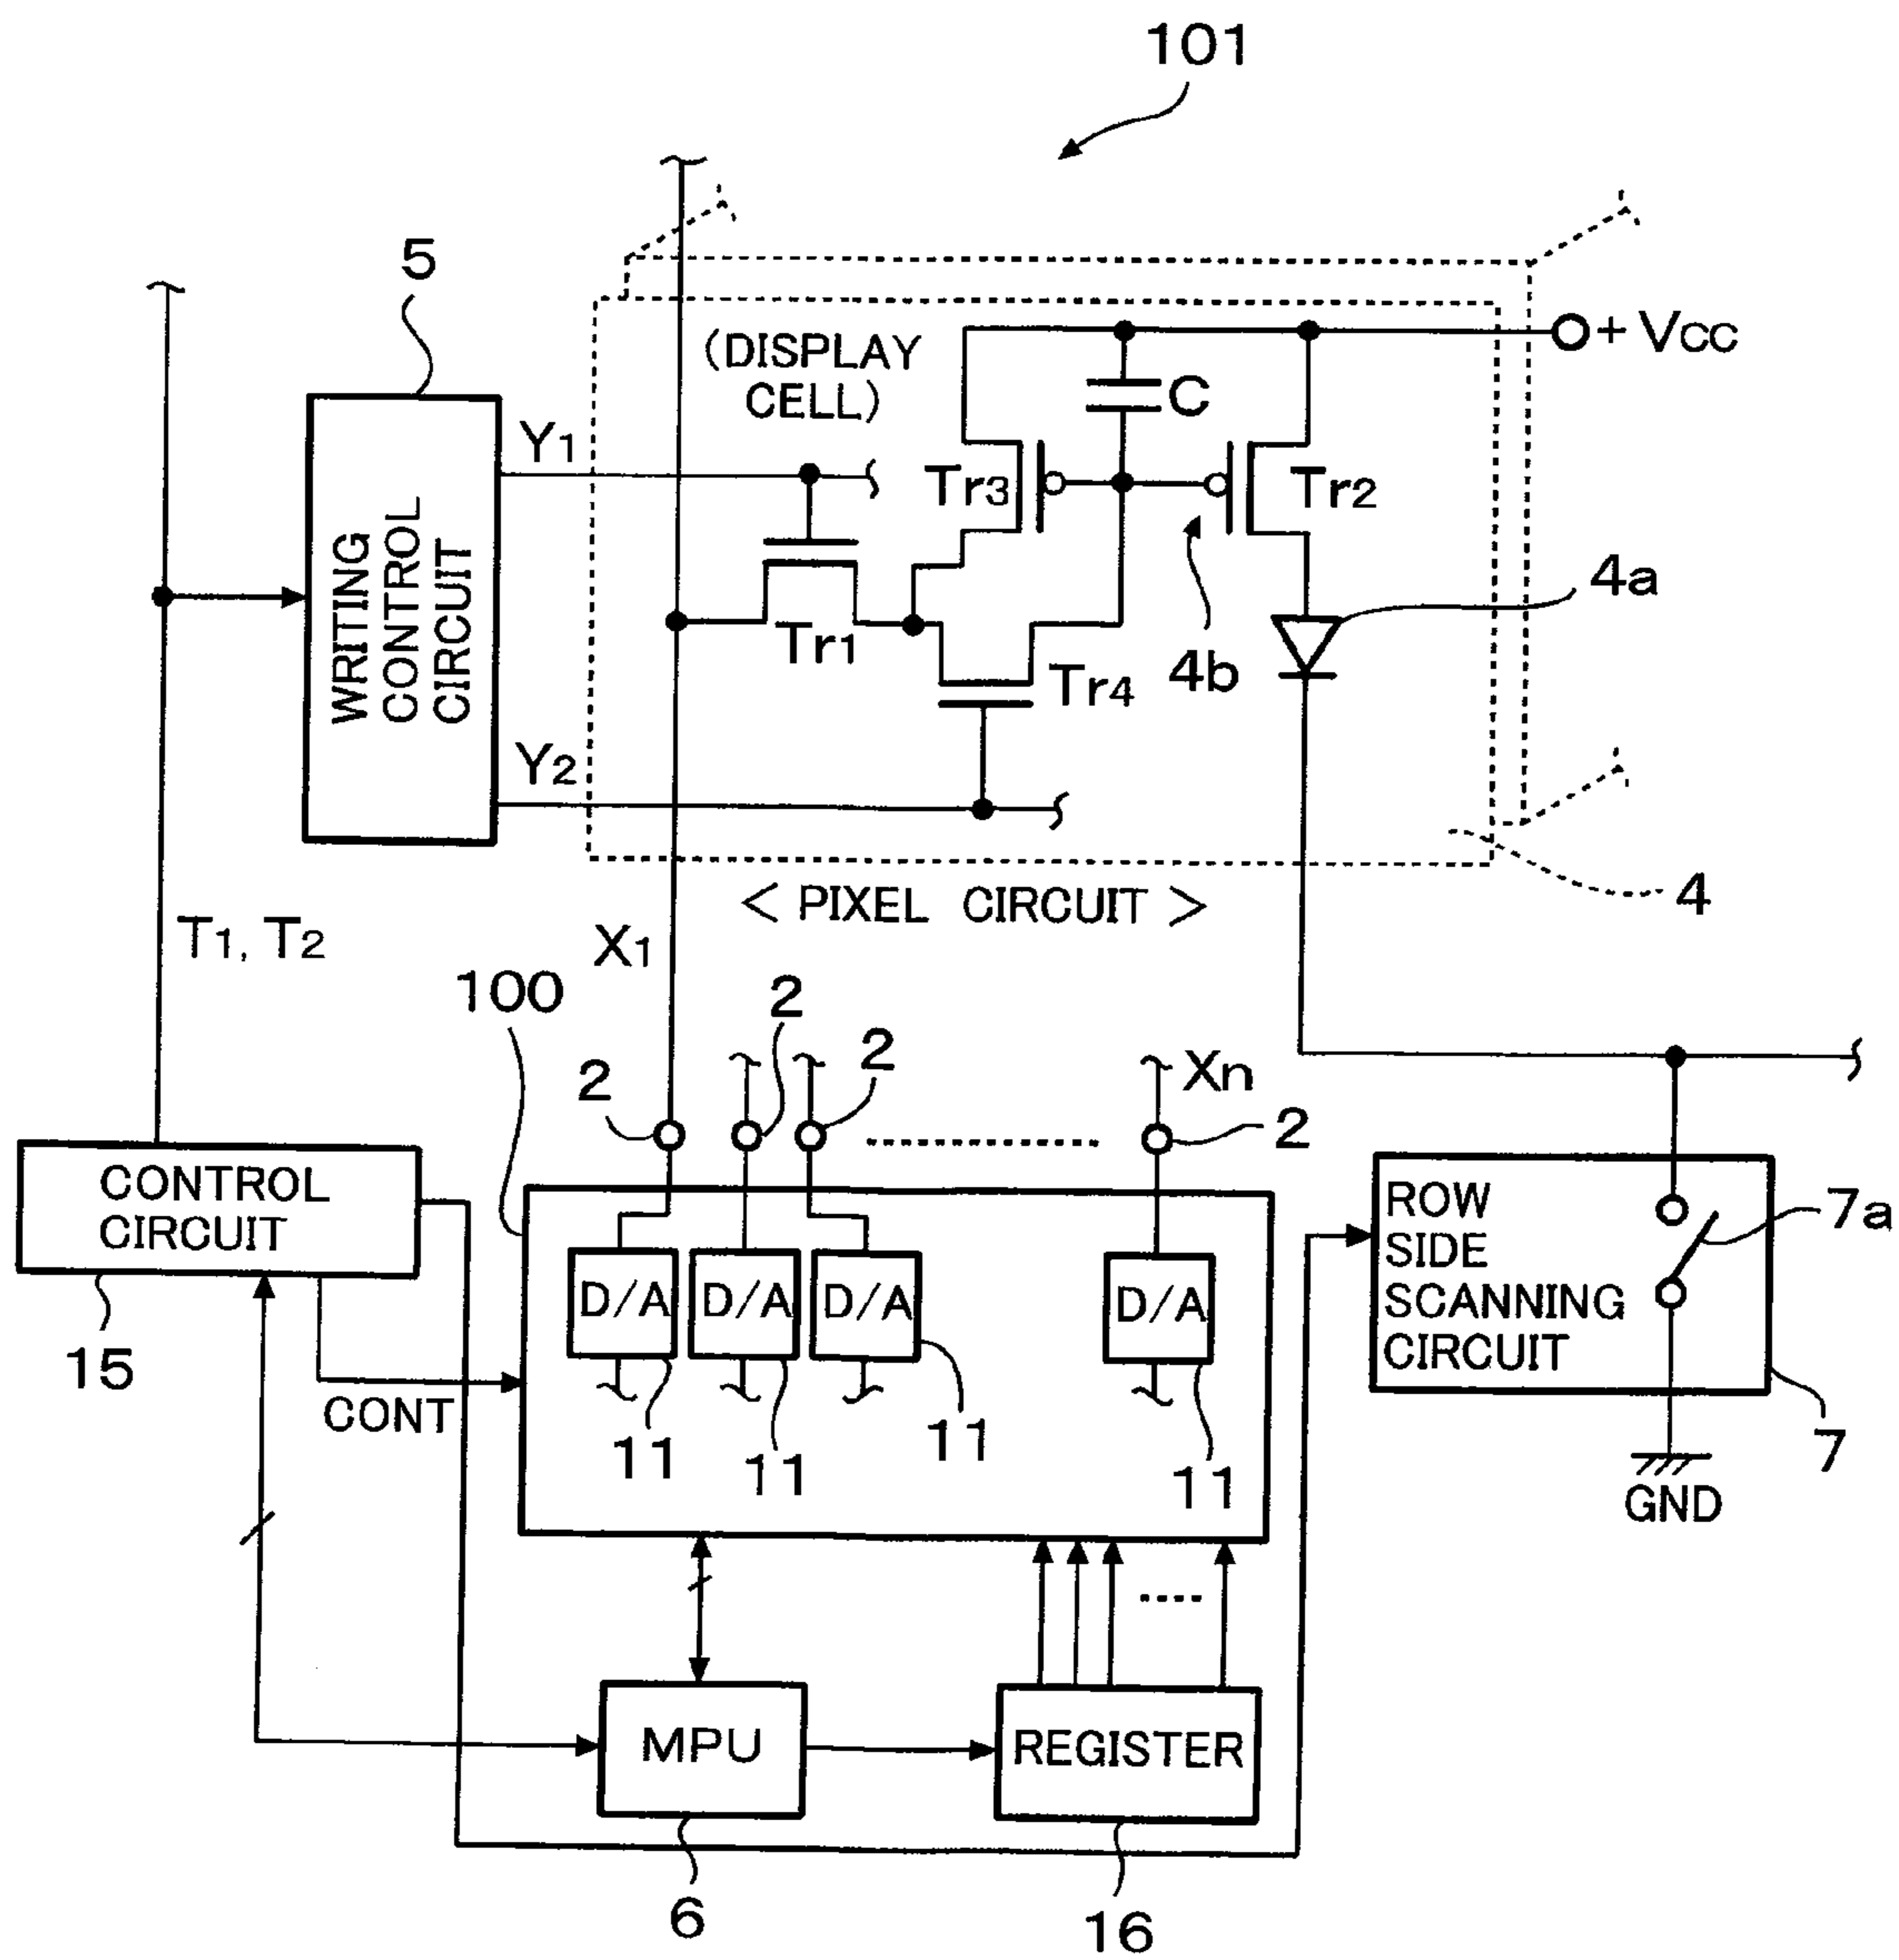 101
5
(DISPLAY
CELL)
C
+ VCC
Y1
Tr3
Tr2
WRITING
CONTROL
CIRCUIT
4a
Tr1
4b
Tr4
Y2
< PIXEL CIRCUIT >
4
T1, T2
X1
100
2
2
2
Xn
2
CONTROL
CIRCUIT
ROW
SIDE
SCANNING
CIRCUIT
7a
D/A
D/A
D/A
D/A
15
CONT
11
11
11
11
7
GND
MPU
REGISTER
6
16